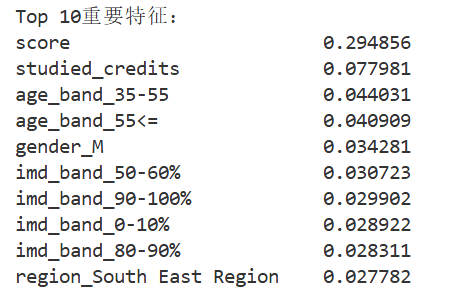 Top 10重要特征:
score 0.294856
studied_credits 0.077981
age_band_35-55 0.044031
age_band_55<= 0.040909
gender_M 0.034281
imd_band_50-60% 0.030723
imd_band_90-100% 0.029902
imd_band_0-10% 0.028922
imd_band_80-90% 0.028311
region_South East Region 0.027782